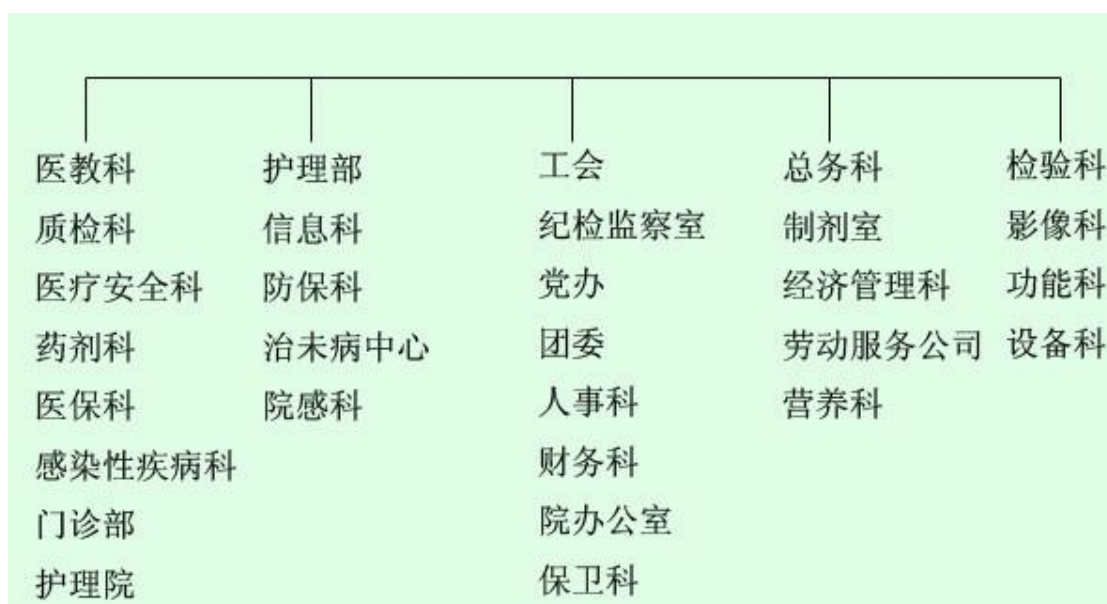 医教科
质检科
医疗安全科
药剂科
医保科
感染性疾病科
门诊部
护理院
护理部
信息科
防保科
治未病中心
院感科
工会
纪检监察室
党办
团委
人事科
财务科
院办公室
保卫科
总务科
制剂室
经济管理科
劳动服务公司
营养科
检验科
影像科
功能科
设备科